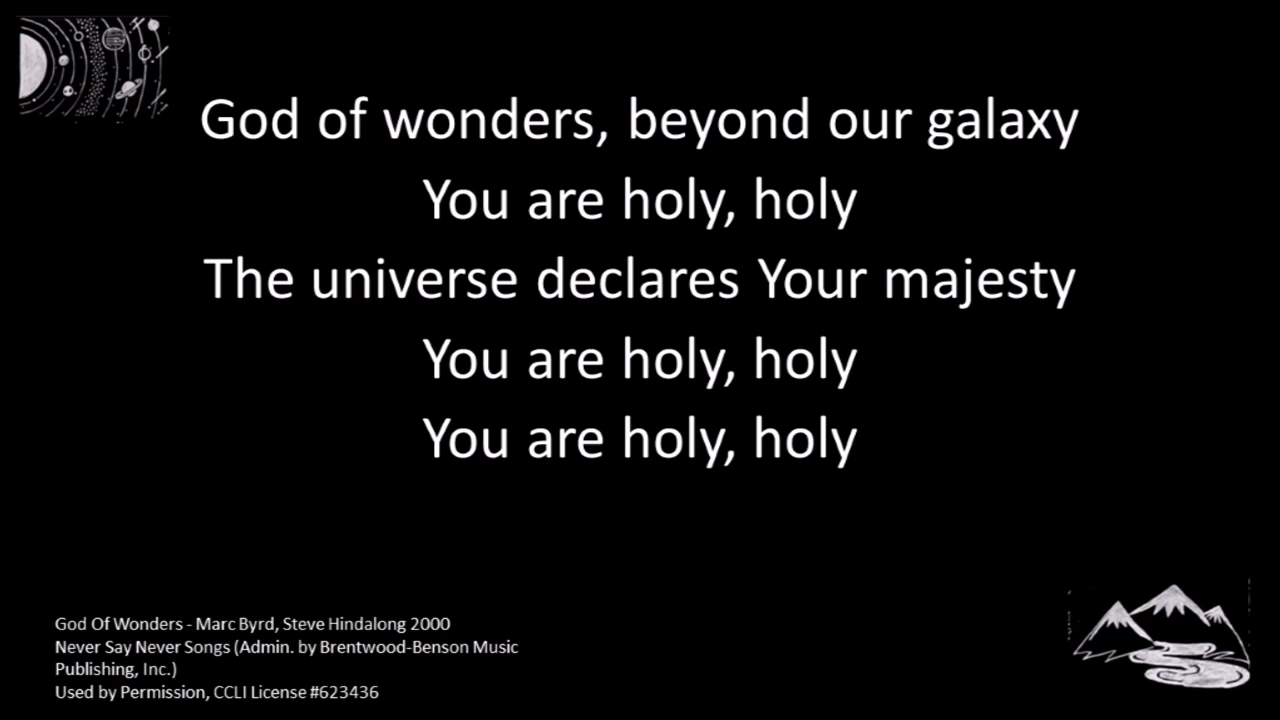 God of wonders, beyond our galaxy
You are holy, holy
The universe declares Your majesty
You are holy, holy
You are holy, holy
God Of Wonders - Marc Byrd, Steve Hindalong 2000
Never Say Never Songs (Admin. by Brentwood-Benson Music
Publishing, Inc.)
Used by Permission, CCLI License #623436